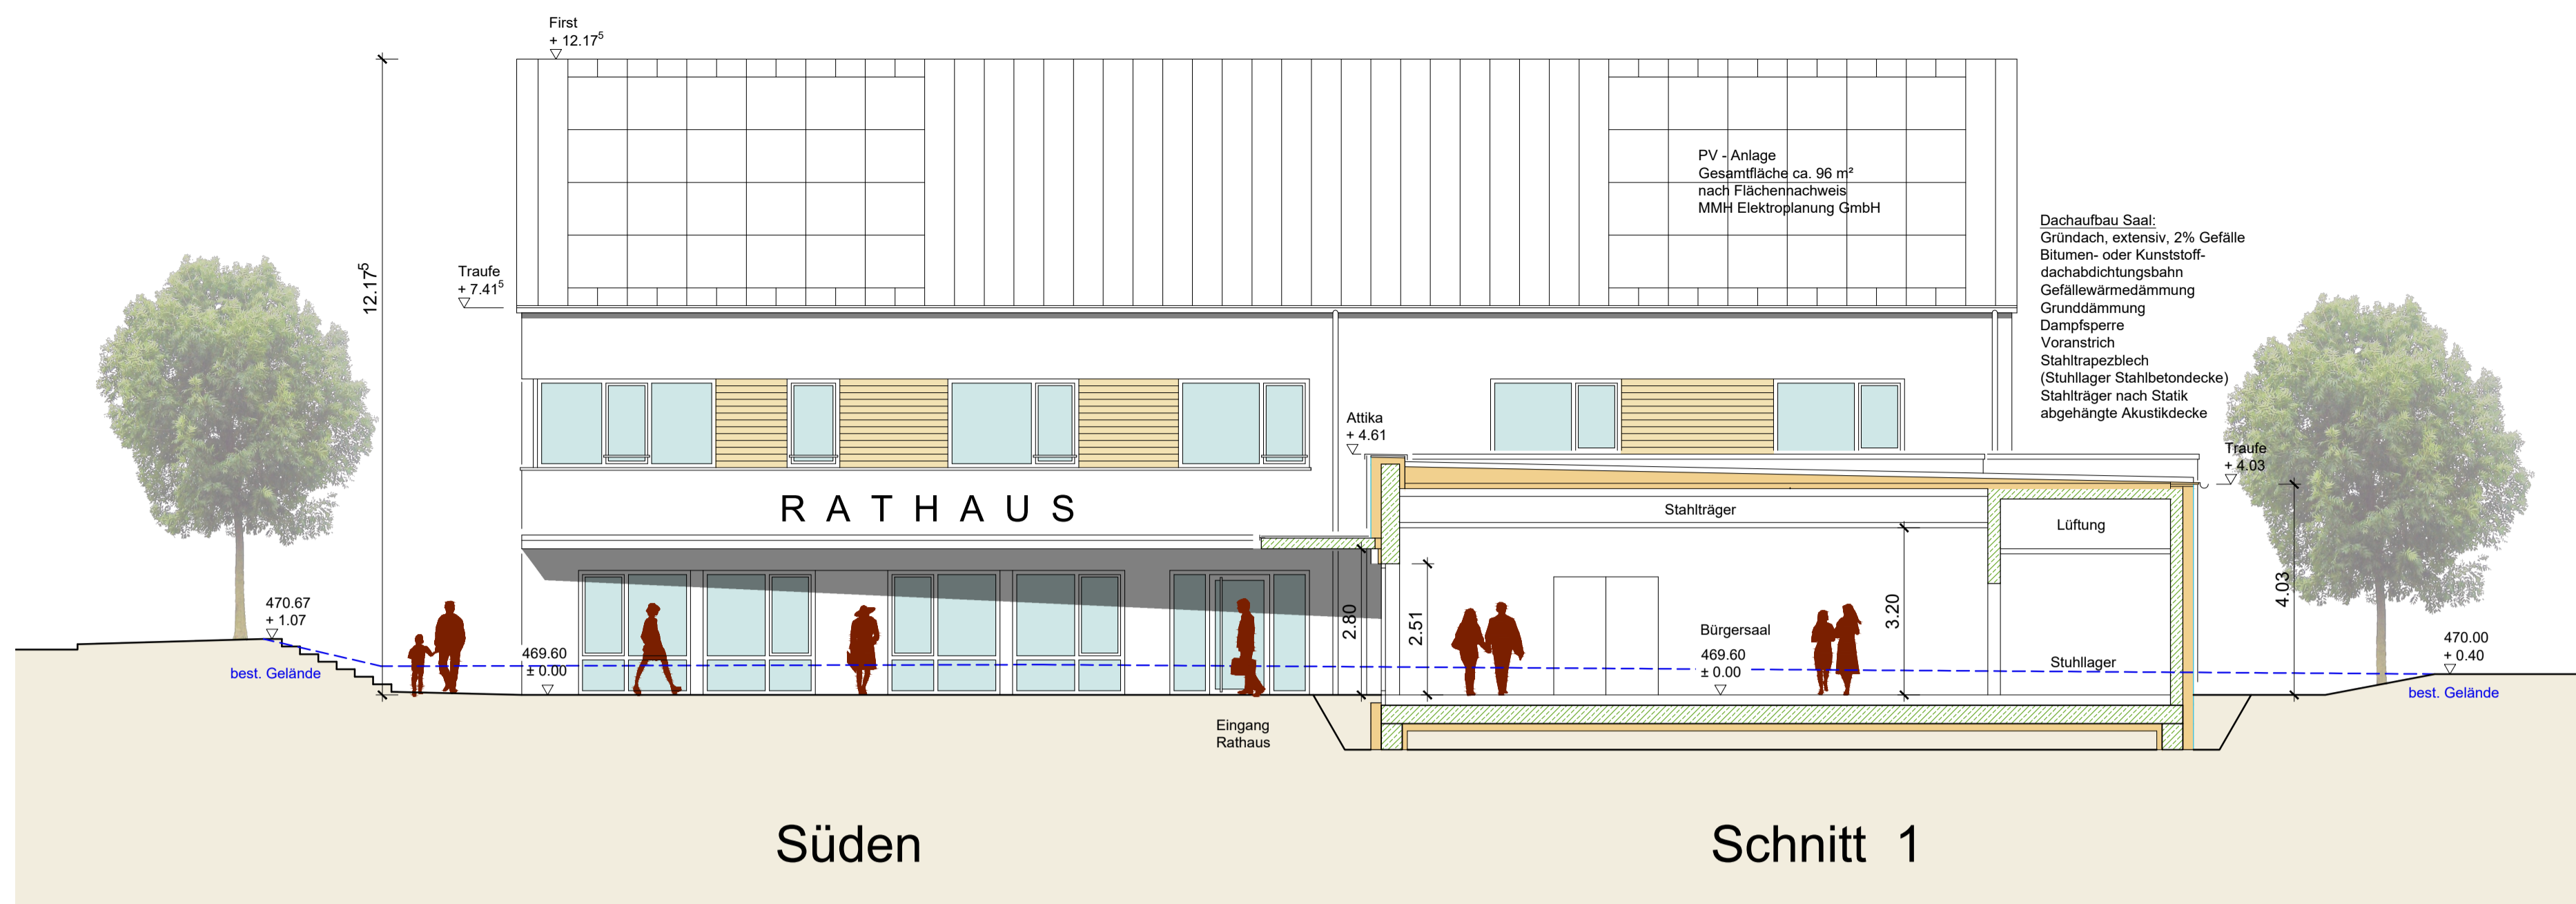 First
+ 12.17⁵
12.17⁵
Traufe
+ 7.41⁵
PV - Anlage
Gesamtfläche ca. 96 m²
nach Flächennachweis
MMH Elektroplanung GmbH
Dachaufbau Saal:
Gründach, extensiv, 2% Gefälle
Bitumen- oder Kunststoff-
dachabdichtungsbahn
Gefällewärmedämmung
Grunddämmung
Dampfsperre
Voranstrich
Stahltrapezblech
(Stuhllager Stahlbetondecke)
Stahlträger nach Statik
abgehängte Akustikdecke
Attika
+ 4.61
Traufe
+ 4.03
RATHAUS
Stahlträger
Lüftung
470.67
+ 1.07
best. Gelände
469.60
± 0.00
2.80
2.51
Bürgersaal
469.60
± 0.00
3.20
Stuhllager
4.03
470.00
+ 0.40
best. Gelände
Eingang
Rathaus
Süden
Schnitt 1